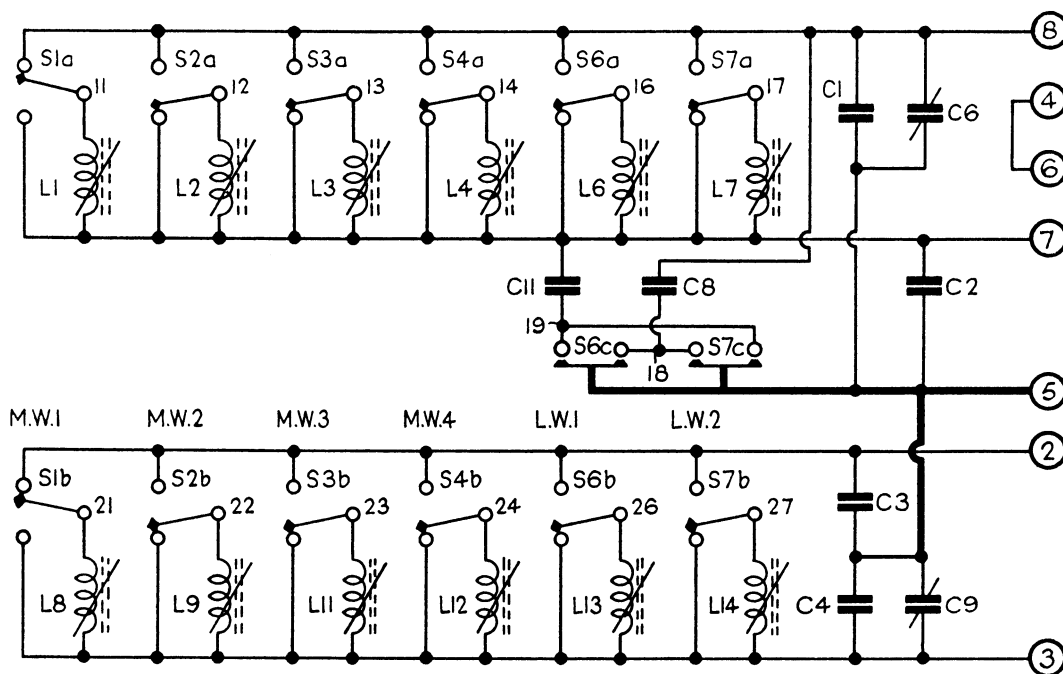 8
S1a S2a S3a S4a S6a S7a
11 12 13 14 16 17
C1 C6
4
L1 L2 L3 L4 L6 L7
6
7
C11 C8 C2
19 S6c S7c
18
5
M.W.1 M.W.2 M.W.3 M.W.4 L.W.1 L.W.2
2
S1b S2b S3b S4b S6b S7b
21 22 23 24 26 27
C3
L8 L9 L11 L12 L13 L14 C4 C9
3